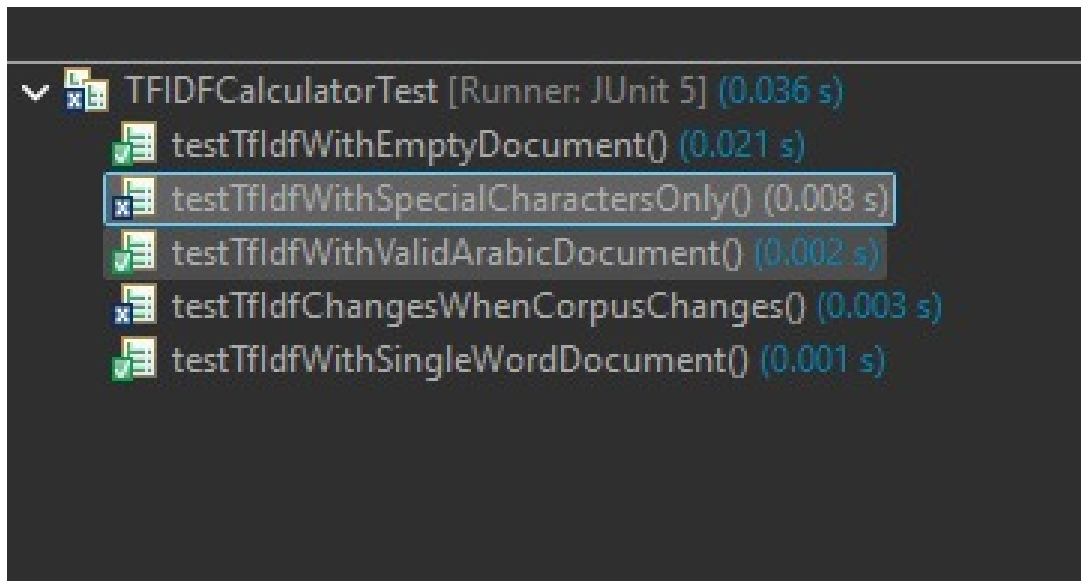 TFIDFCalculatorTest [Runner: JUnit 5] (0.036 s)
testTfIdfWithEmptyDocument() (0.021 s)
testTfIdfWithSpecialCharactersOnly() (0.008 s)
testTfIdfWithValidArabicDocument() (0.002 s)
testTfIdfChangesWhenCorpusChanges() (0.003 s)
testTfIdfWithSingleWordDocument() (0.001 s)